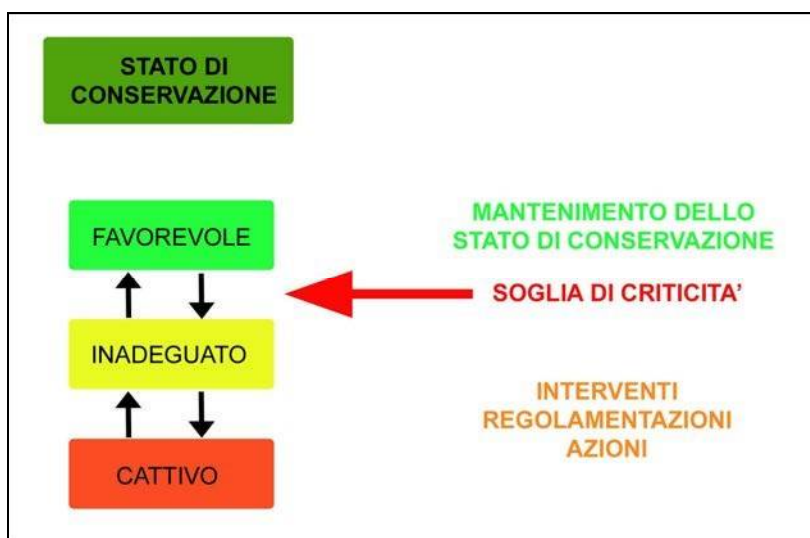 STATO DI
CONSERVAZIONE
FAVOREVOLE
MANTENIMENTO DELLO
STATO DI CONSERVAZIONE
SOGLIA DI CRITICITA’
INADEGUATO
INTERVENTI
REGOLAMENTAZIONI
AZIONI
CATTIVO